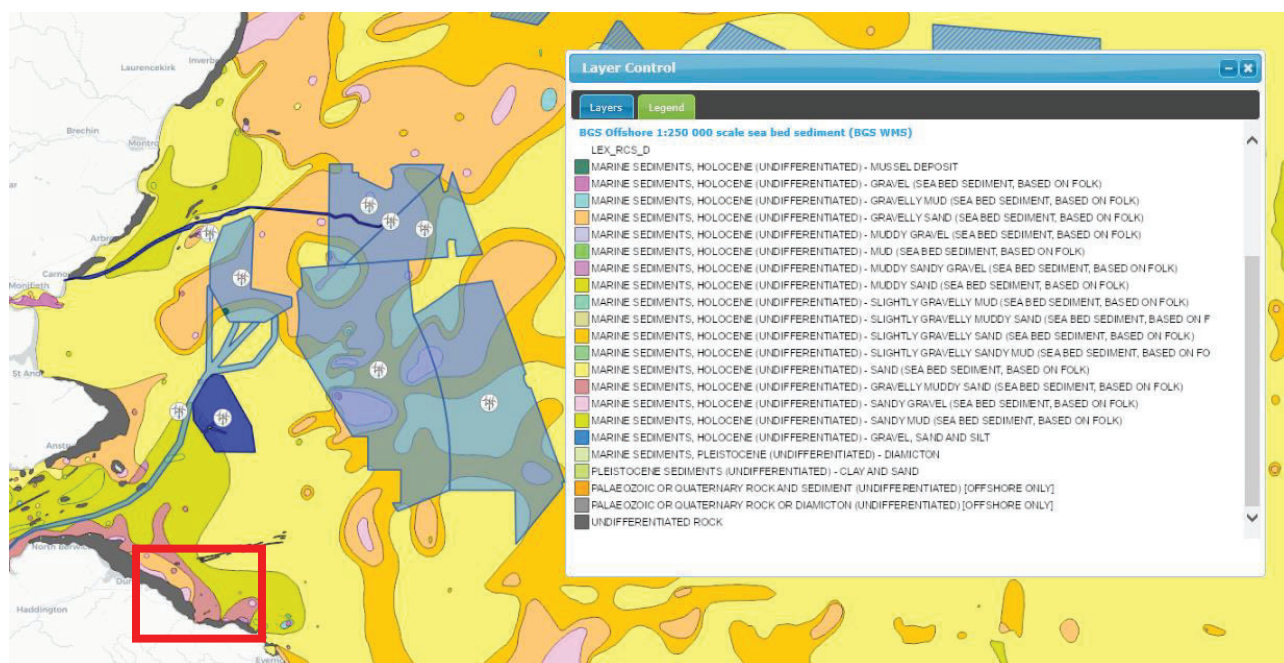 Laurencekirk
Brechin
Layer Control
Layers
Legend
BGS Offshore 1:250 000 scale sea bed sediment (BGS WMS)
LEX_RCS_D
MARINE SEDIMENTS, HOLOCENE (UNDIFFERENTIATED) - MUSSEL DEPOSIT
MARINE SEDIMENTS, HOLOCENE (UNDIFFERENTIATED) - GRAVEL (SEA BED SEDIMENT, BASED ON FOLK)
MARINE SEDIMENTS, HOLOCENE (UNDIFFERENTIATED) - GRAVELLY MUD (SEA BED SEDIMENT, BASED ON FOLK)
MARINE SEDIMENTS, HOLOCENE (UNDIFFERENTIATED) - GRAVELLY SAND (SEA BED SEDIMENT, BASED ON FOLK)
MARINE SEDIMENTS, HOLOCENE (UNDIFFERENTIATED) - MUDDY GRAVEL (SEA BED SEDIMENT, BASED ON FOLK)
MARINE SEDIMENTS, HOLOCENE (UNDIFFERENTIATED) - MUD (SEA BED SEDIMENT, BASED ON FOLK)
MARINE SEDIMENTS, HOLOCENE (UNDIFFERENTIATED) - MUDDY SANDY GRAVEL (SEA BED SEDIMENT, BASED ON FOLK)
MARINE SEDIMENTS, HOLOCENE (UNDIFFERENTIATED) - MUDDY SAND (SEA BED SEDIMENT, BASED ON FOLK)
MARINE SEDIMENTS, HOLOCENE (UNDIFFERENTIATED) - SLIGHTLY GRAVELLY MUD (SEA BED SEDIMENT, BASED ON FOLK)
MARINE SEDIMENTS, HOLOCENE (UNDIFFERENTIATED) - SLIGHTLY GRAVELLY MUDDY SAND (SEA BED SEDIMENT, BASED ON F
MARINE SEDIMENTS, HOLOCENE (UNDIFFERENTIATED) - SLIGHTLY GRAVELLY SAND (SEA BED SEDIMENT, BASED ON FOLK)
MARINE SEDIMENTS, HOLOCENE (UNDIFFERENTIATED) - SLIGHTLY GRAVELLY SANDY MUD (SEA BED SEDIMENT, BASED ON FO
MARINE SEDIMENTS, HOLOCENE (UNDIFFERENTIATED) - SAND (SEA BED SEDIMENT, BASED ON FOLK)
MARINE SEDIMENTS, HOLOCENE (UNDIFFERENTIATED) - GRAVELLY MUDDY SAND (SEA BED SEDIMENT, BASED ON FOLK)
MARINE SEDIMENTS, HOLOCENE (UNDIFFERENTIATED) - SANDY GRAVEL (SEA BED SEDIMENT, BASED ON FOLK)
MARINE SEDIMENTS, HOLOCENE (UNDIFFERENTIATED) - SANDY MUD (SEA BED SEDIMENT, BASED ON FOLK)
MARINE SEDIMENTS, HOLOCENE (UNDIFFERENTIATED) - GRAVEL, SAND AND SILT
MARINE SEDIMENTS, PLEISTOCENE (UNDIFFERENTIATED) - DIAMICTON
PLEISTOCENE SEDIMENTS (UNDIFFERENTIATED) - CLAY AND SAND
PALAEOZOIC OR QUATERNARY ROCK AND SEDIMENT (UNDIFFERENTIATED) [OFFSHORE ONLY]
PALAEOZOIC OR QUATERNARY ROCK OR DIAMICTON (UNDIFFERENTIATED) [OFFSHORE ONLY]
UNDIFFERENTIATED ROCK
Inverb
Montro
Arbr
Carno
Monifieth
St And
Anstr
North Berwick
Dun
Haddington
Eyemo